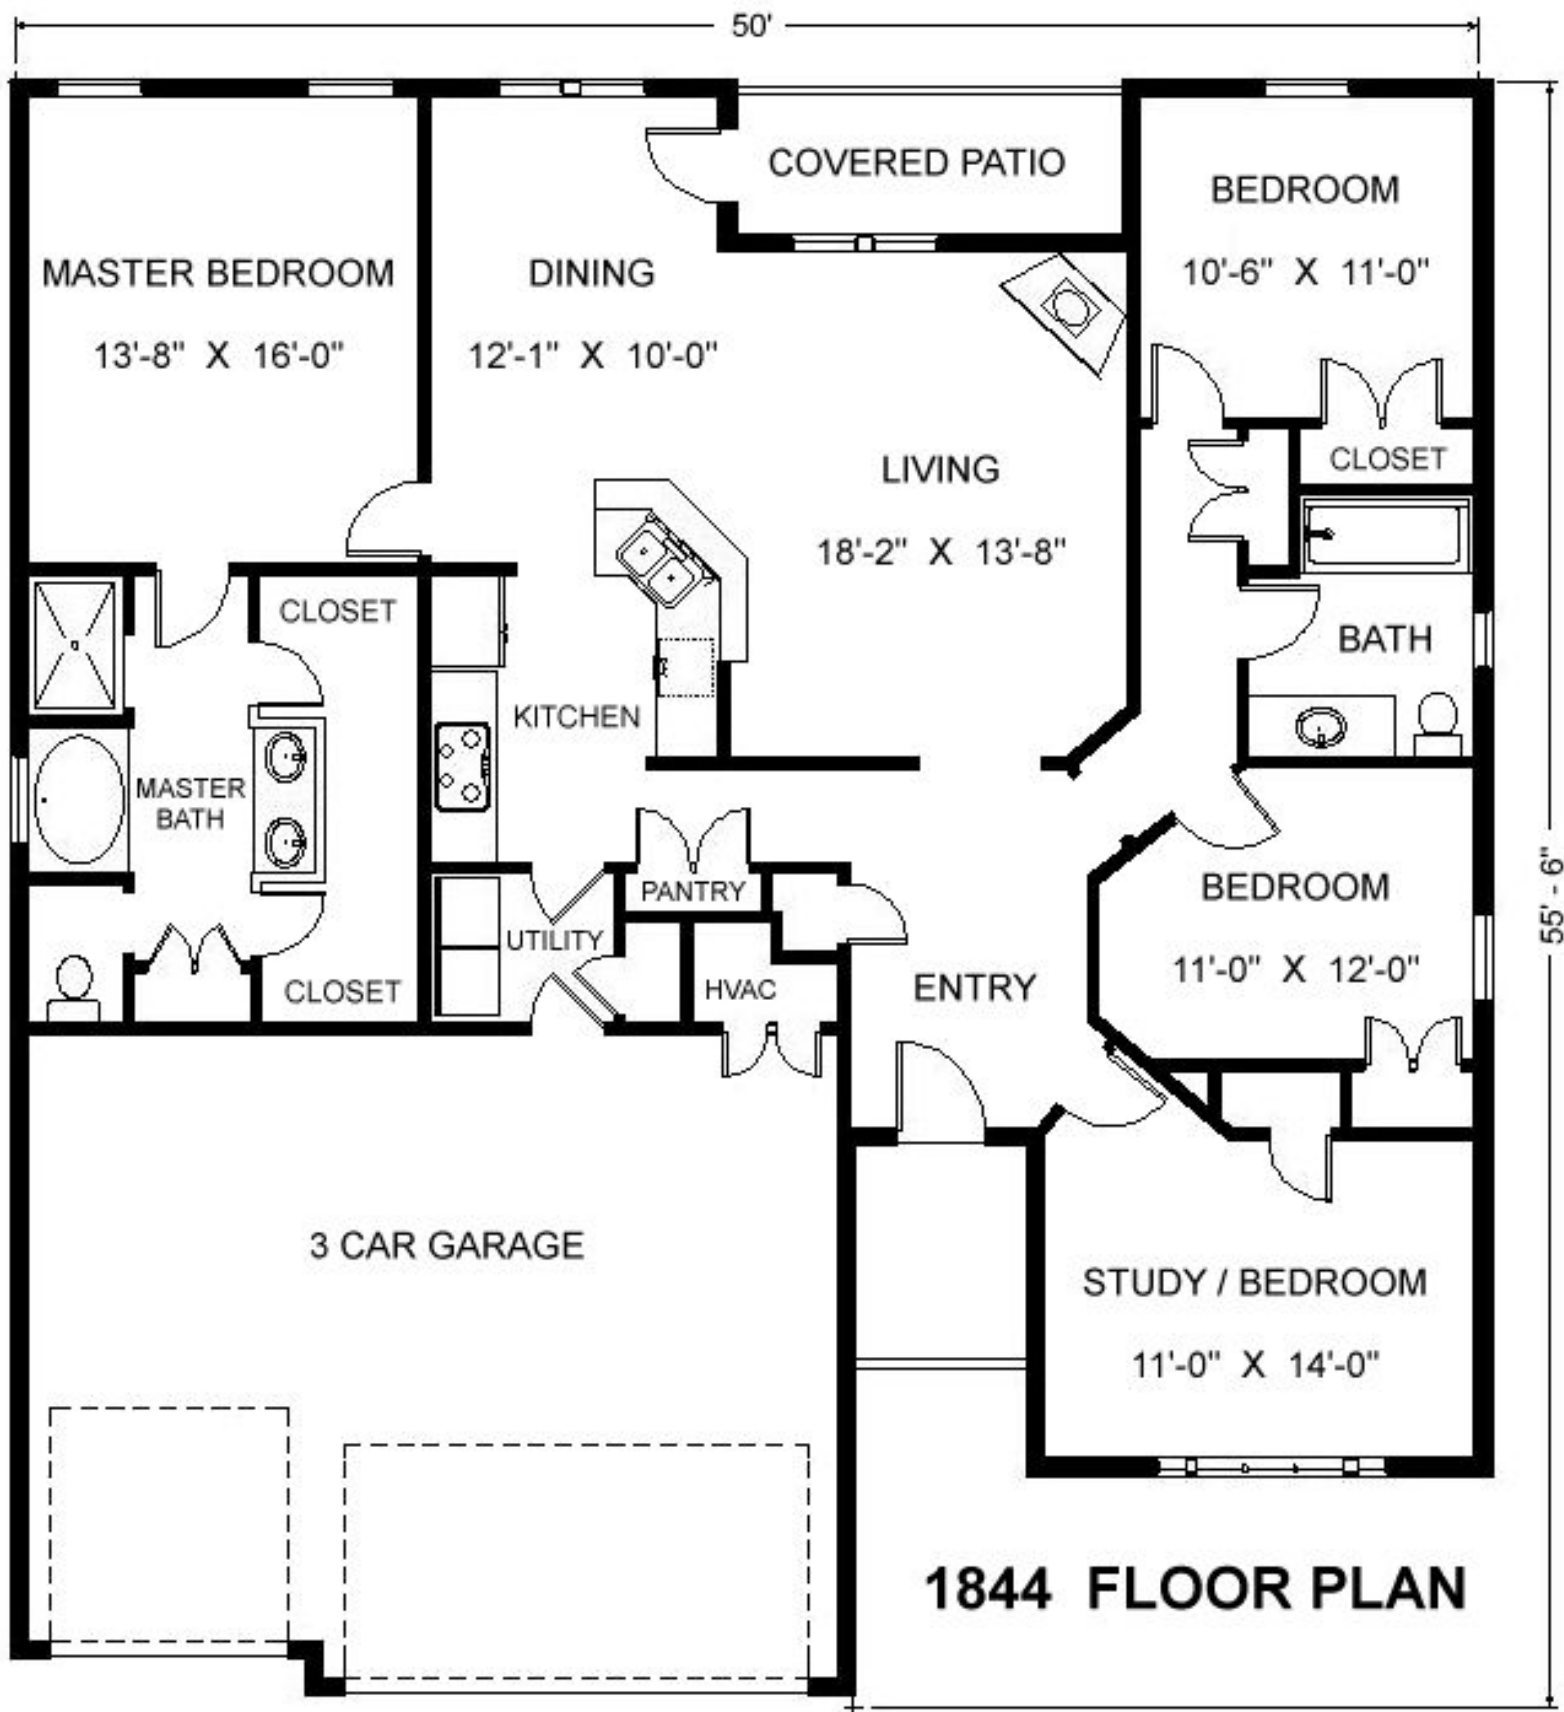 50'
COVERED PATIO
BEDROOM
10'-6" X 11'-0"
MASTER BEDROOM
13'-8" X 16'-0"
DINING
12'-1" X 10'-0"
LIVING
18'-2" X 13'-8"
CLOSET
CLOSET
BATH
KITCHEN
MASTER
BATH
PANTRY
BEDROOM
11'-0" X 12'-0"
55' - 6"
UTILITY
CLOSET
HVAC
ENTRY
3 CAR GARAGE
STUDY / BEDROOM
11'-0" X 14'-0"
1844 FLOOR PLAN